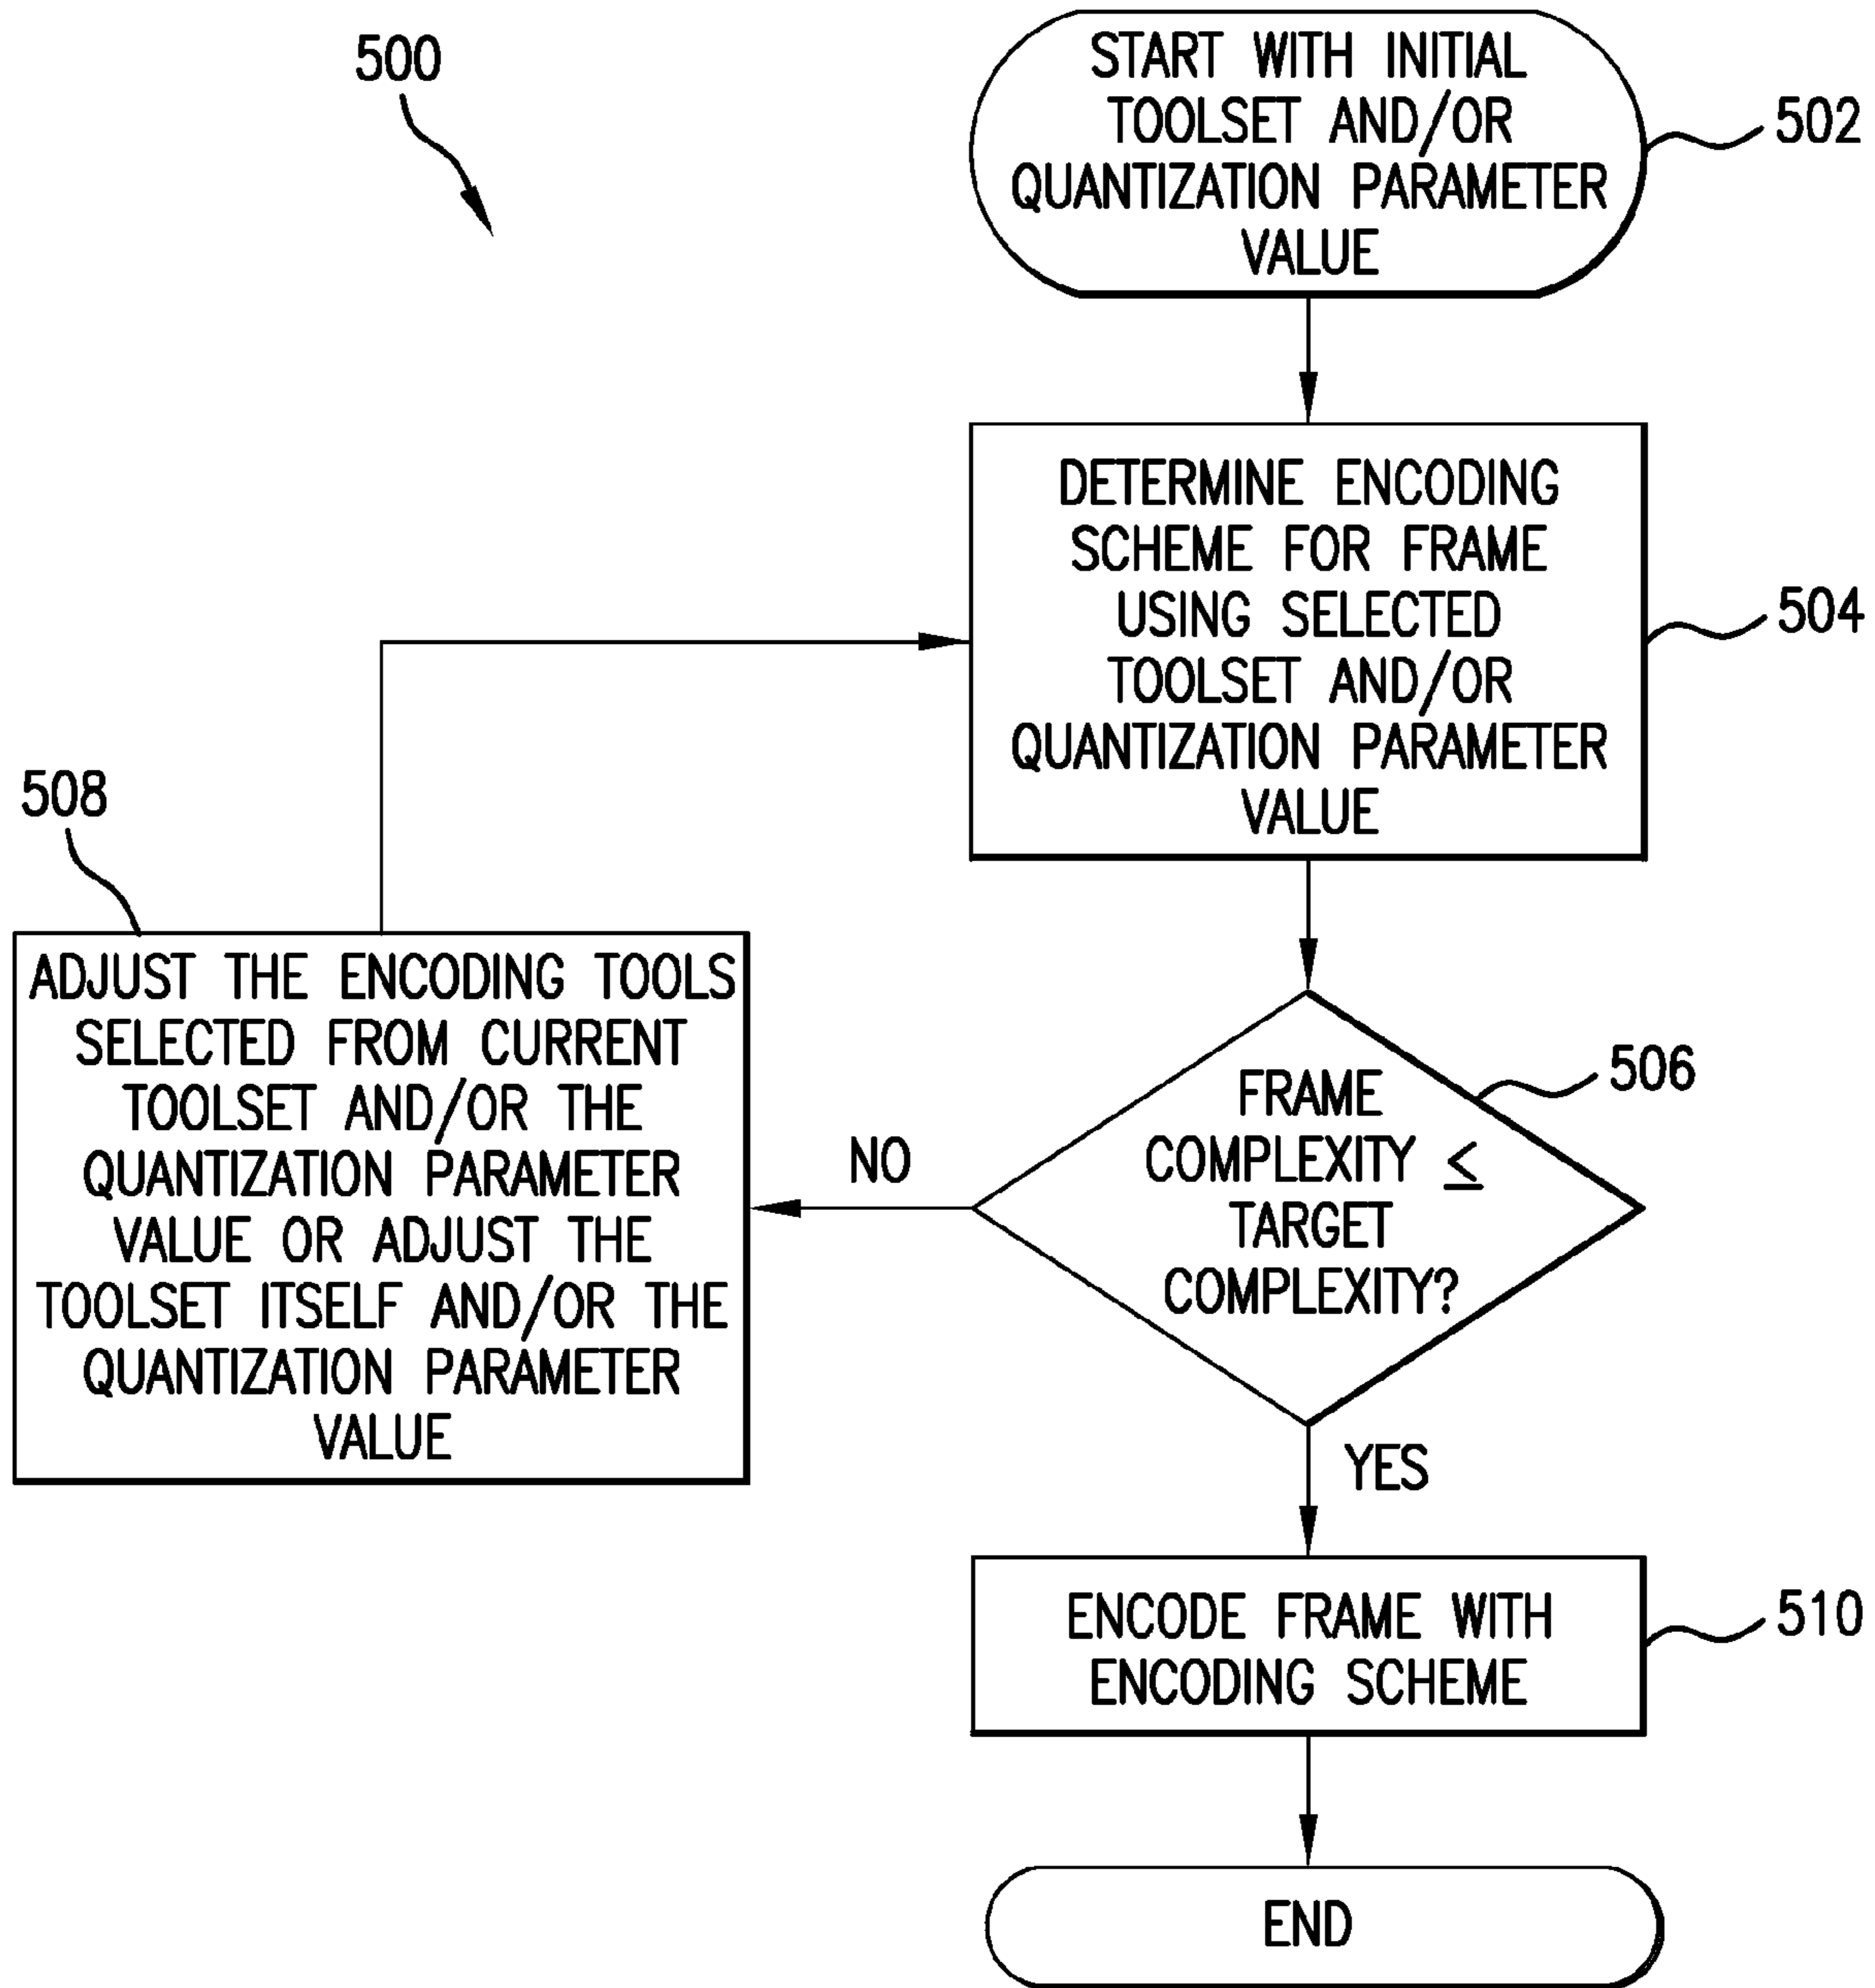 500
START WITH INITIAL
TOOLSET AND/OR
QUANTIZATION PARAMETER
VALUE
502
DETERMINE ENCODING
SCHEME FOR FRAME
USING SELECTED
TOOLSET AND/OR
QUANTIZATION PARAMETER
VALUE
504
508
ADJUST THE ENCODING TOOLS
SELECTED FROM CURRENT
TOOLSET AND/OR THE
QUANTIZATION PARAMETER
VALUE OR ADJUST THE
TOOLSET ITSELF AND/OR THE
QUANTIZATION PARAMETER
VALUE
NO
FRAME
COMPLEXITY ≤
TARGET
COMPLEXITY?
506
YES
ENCODE FRAME WITH
ENCODING SCHEME
510
END